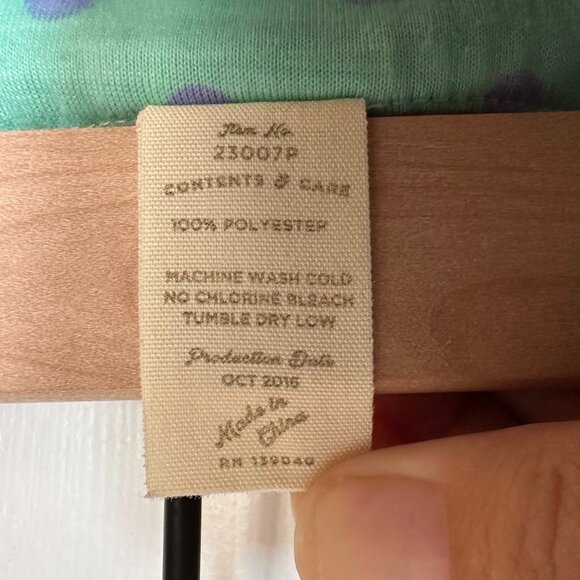 Item No.
23007P
CONTENTS & CARE
100% POLYESTER
MACHINE WASH COLD
NO CHLORINE BLEACH
TUMBLE DRY LOW
Production Date
OCT 2016
Made in
China
RN 139040